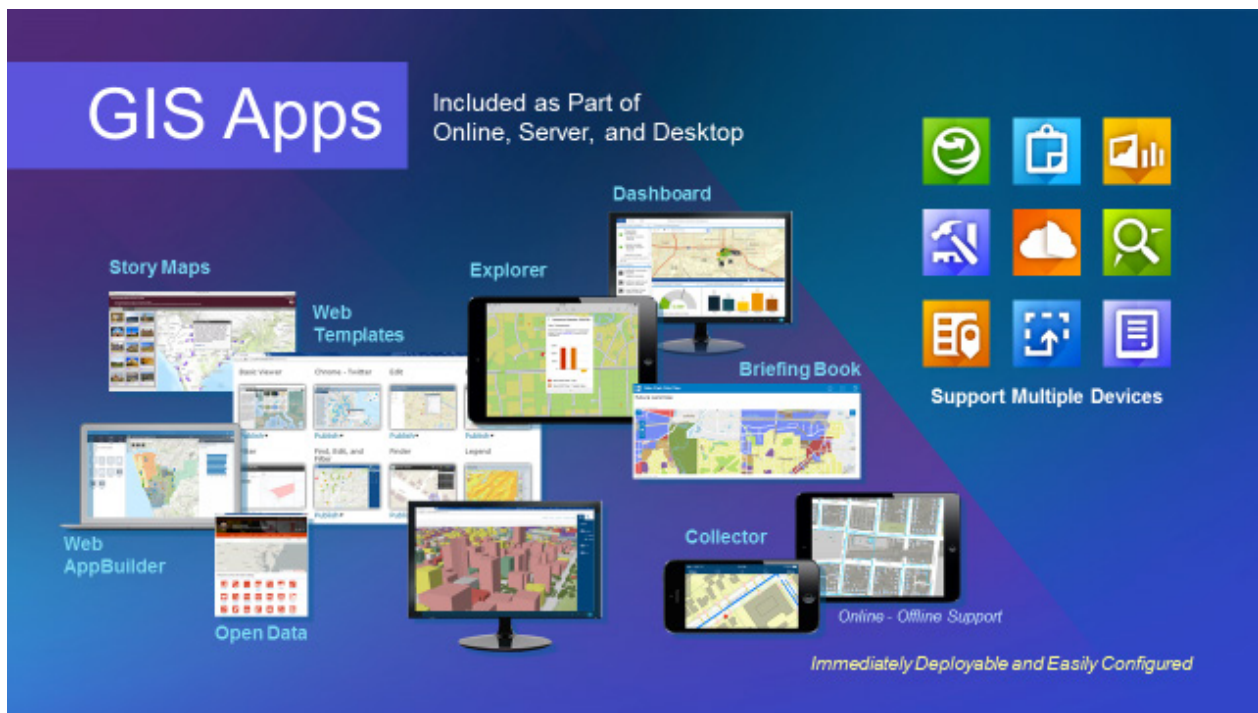 GIS Apps
Included as Part of
Online, Server, and Desktop
Dashboard
Story Maps
Explorer
Web
Templates
Basic Viewer
Chrome - Twitter
Edit
Briefing Book
Support Multiple Devices
Publish
Publish
Publish
Filter
Find, Edit, and
Filter
Finder
Legend
Publish
Web
AppBuilder
Collector
Open Data
Online - Offline Support
Immediately Deployable and Easily Configured